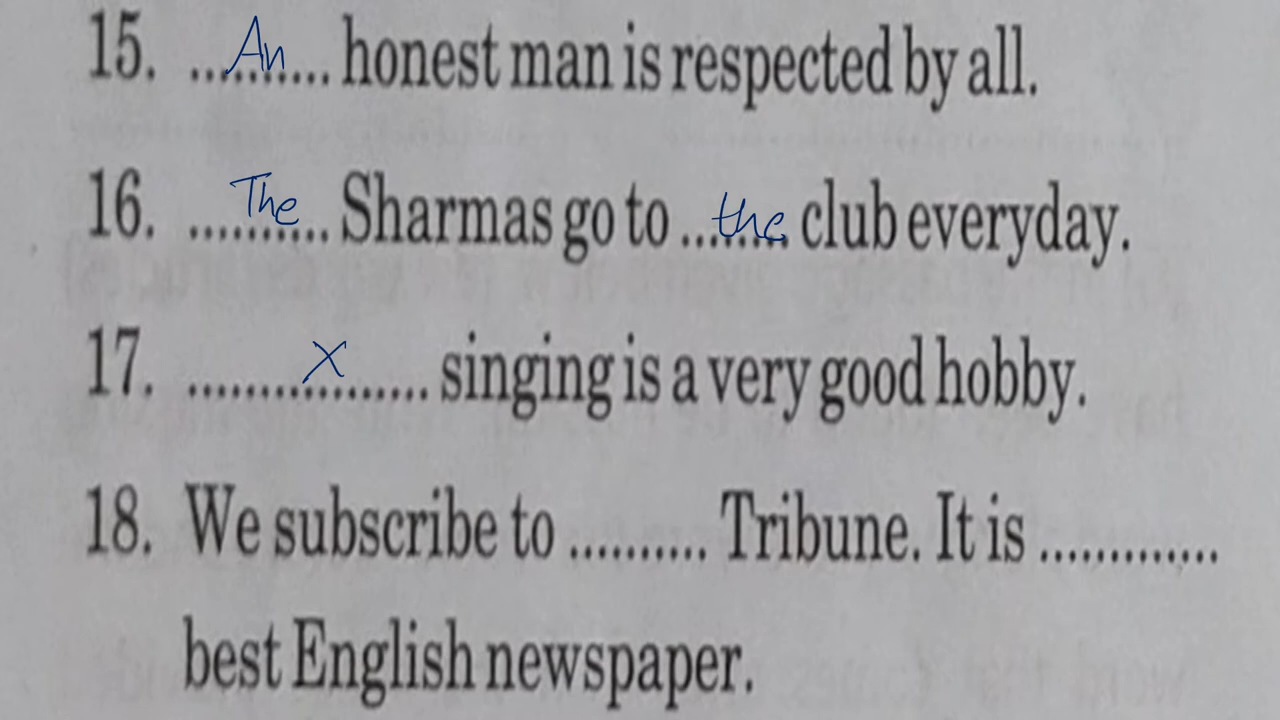 15. ....An.... honest man is respected by all.
16. ....The.... Sharmas go to ...the... club everyday.
17. ........X........ singing is a very good hobby.
18. We subscribe to .......... Tribune. It is .............
best English newspaper.